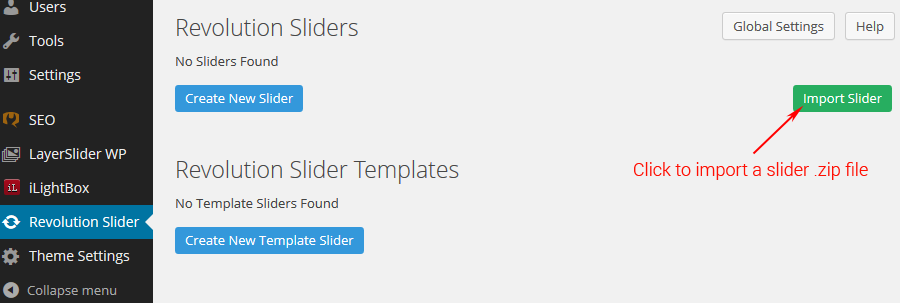 Users
Tools
Settings
SEO
LayerSlider WP
iL iLightBox
Revolution Slider
Theme Settings
Collapse menu
Revolution Sliders
Global Settings
Help
No Sliders Found
Create New Slider
Import Slider
Click to import a slider .zip file
Revolution Slider Templates
No Template Sliders Found
Create New Template Slider